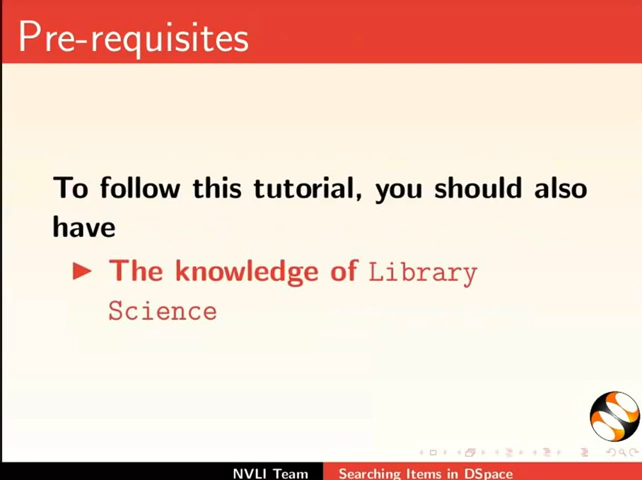 Pre-requisites
To follow this tutorial, you should also
have
The knowledge of Library
Science
NVLI Team Searching Items in DSpace